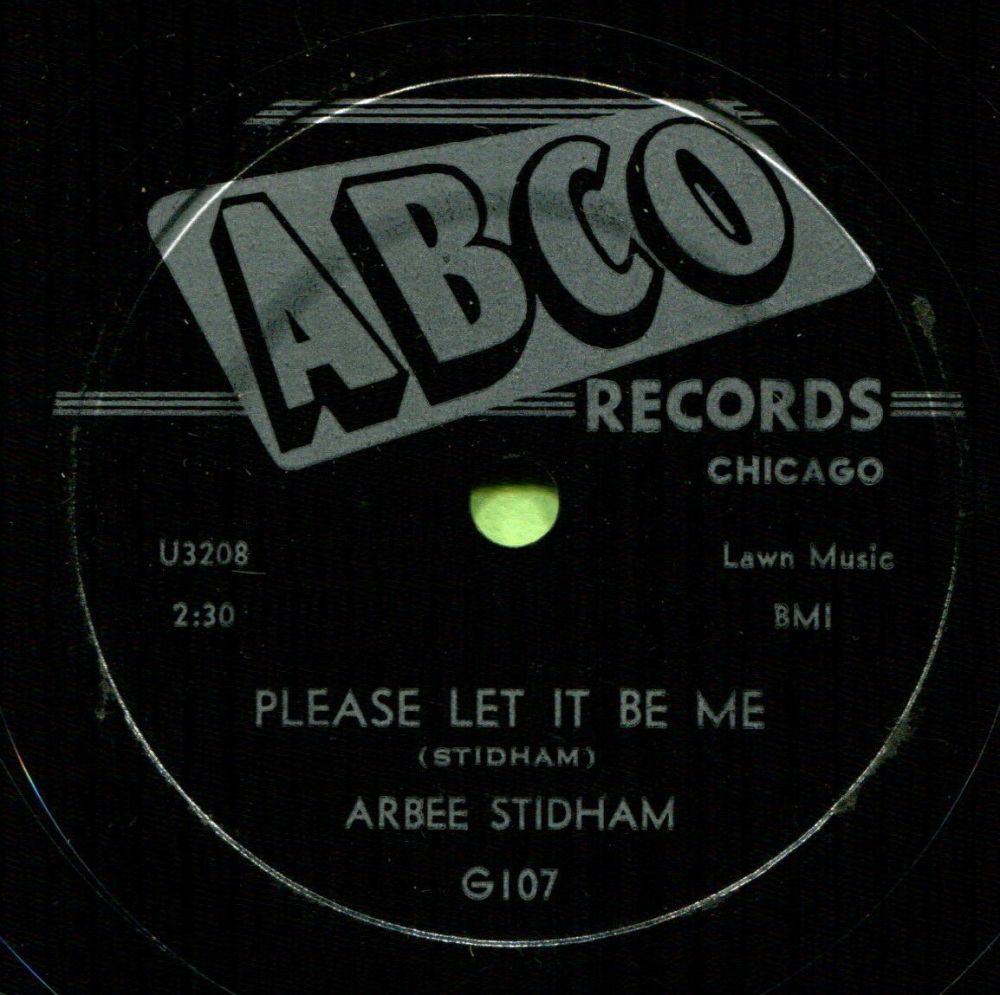 ABCO
RECORDS
CHICAGO
U3208
Lawn Music
2:30
BMI
PLEASE LET IT BE ME
(STIDHAM)
ARBEE STIDHAM
G107